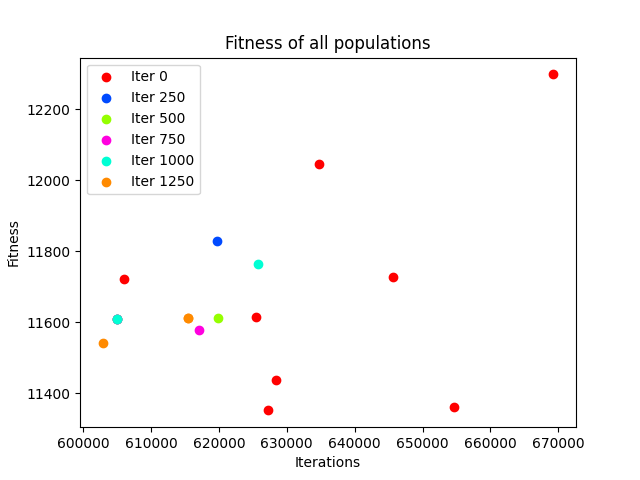 Fitness of all populations
Iter 0
Iter 250
Iter 500
Iter 750
Iter 1000
Iter 1250
12200
12000
11800
11600
11400
Fitness
600000 610000 620000 630000 640000 650000 660000 670000
Iterations